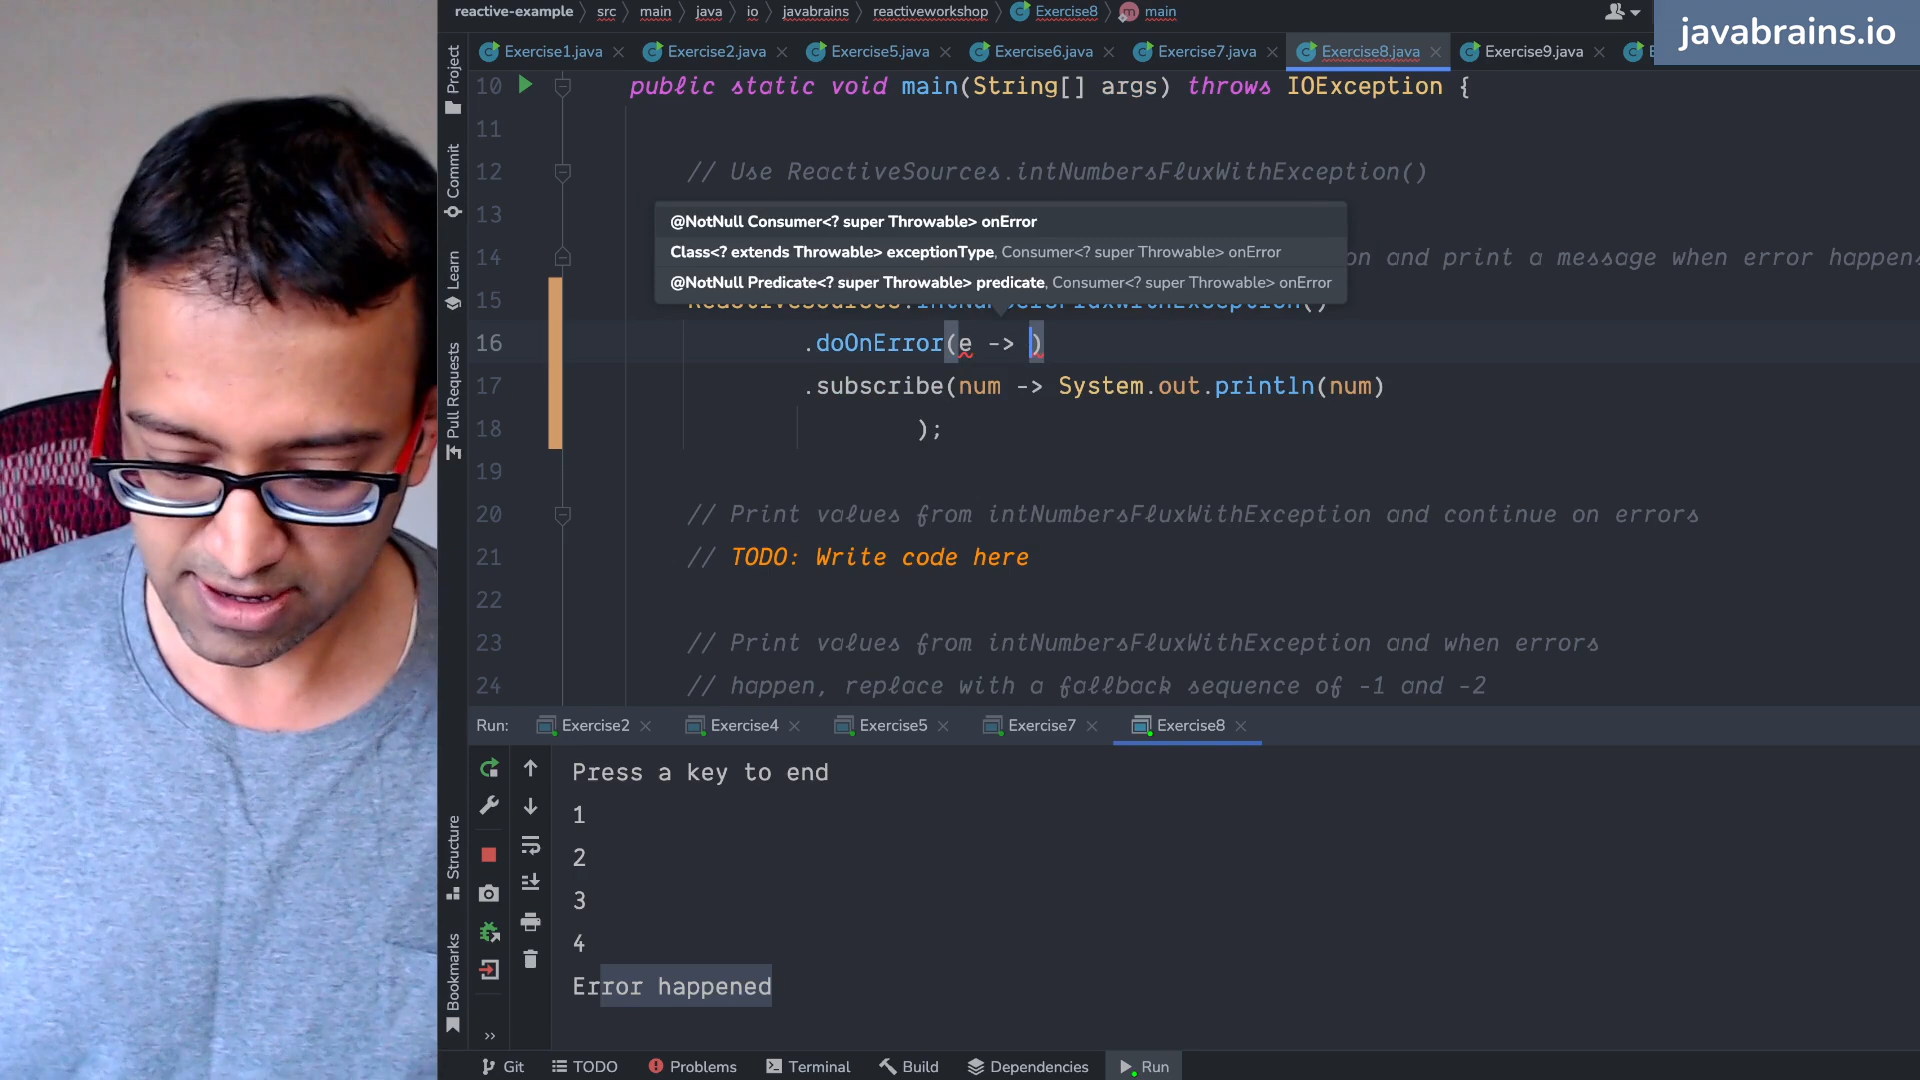 reactive-example src main java io javabrains reactiveworkshop Exercise8 main
javabrains.io
Exercise1.java Exercise2.java Exercise5.java Exercise6.java Exercise7.java Exercise8.java Exercise9.java
Project
Commit
Learn
Pull Requests
Structure
Bookmarks
10 public static void main(String[] args) throws IOException {
11
12 // Use ReactiveSources.intNumbersFluxWithException()
13
@NotNull Consumer<? super Throwable> onError
Class<? extends Throwable> exceptionType, Consumer<? super Throwable> onError
@NotNull Predicate<? super Throwable> predicate, Consumer<? super Throwable> onError
14 on and print a message when error happens
15 ReactiveSources.intNumbersFluxWithException()
16 .doOnError(e -> )
17 .subscribe(num -> System.out.println(num)
18 );
19
20 // Print values from intNumbersFluxWithException and continue on errors
21 // TODO: Write code here
22
23 // Print values from intNumbersFluxWithException and when errors
24 // happen, replace with a fallback sequence of -1 and -2
Run: Exercise2 Exercise4 Exercise5 Exercise7 Exercise8
Press a key to end
1
2
3
4
Error happened
Git TODO Problems Terminal Build Dependencies Run